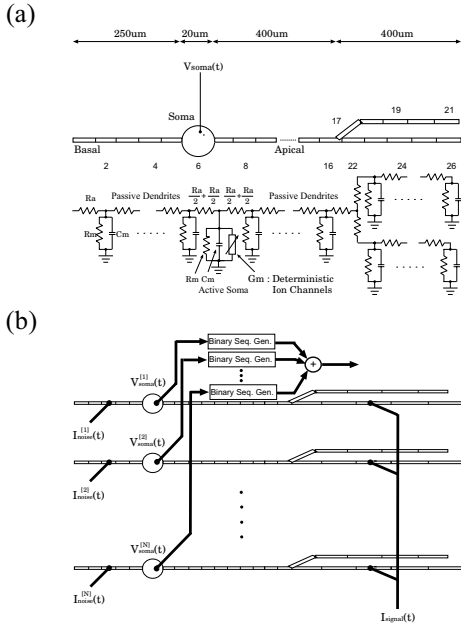 (a)
250um 20um 400um 400um
Vsoma(t)
Soma
17 19 21
Basal Apical
2 4 6 8 16 22 24 26
Ra Passive Dendrites Ra/2 + Ra/2 Ra/2 + Ra/2 Passive Dendrites
Rm Cm
Rm Cm Gm : Deterministic
Active Soma Ion Channels
(b)
Binary Seq. Gen.
Binary Seq. Gen.
+
Binary Seq. Gen.
V[1]soma(t)
I[1]noise(t)
V[2]soma(t)
I[2]noise(t)
V[N]soma(t)
I[N]noise(t)
Isignal(t)